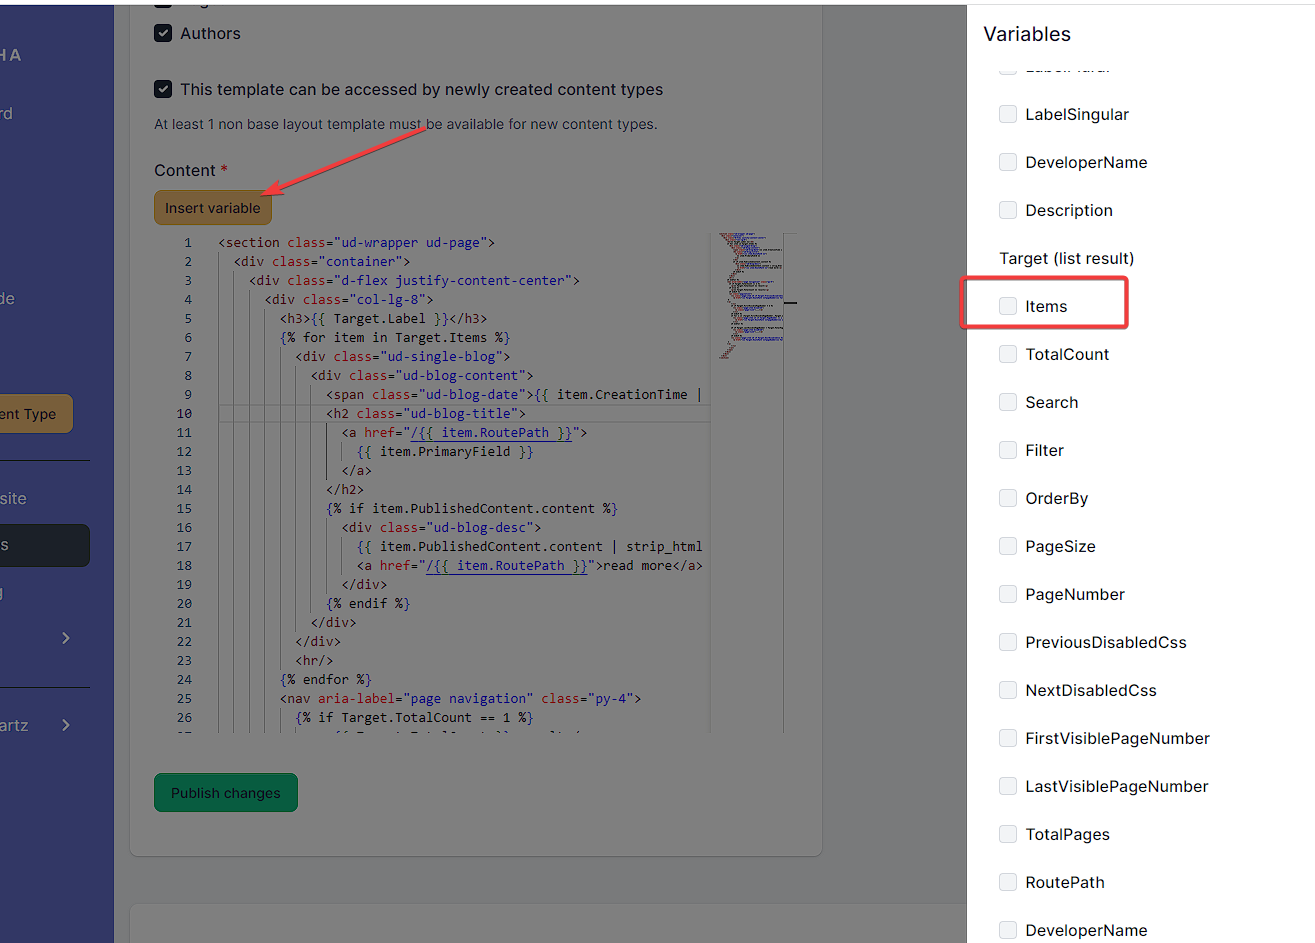 HA
rd
de
ent Type
site
s
g
artz
Authors
This template can be accessed by newly created content types
At least 1 non base layout template must be available for new content types.
Content *
Insert variable
1 <section class="ud-wrapper ud-page">
2 <div class="container">
3 <div class="d-flex justify-content-center">
4 <div class="col-lg-8">
5 <h3>{{ Target.Label }}</h3>
6 {% for item in Target.Items %}
7 <div class="ud-single-blog">
8 <div class="ud-blog-content">
9 <span class="ud-blog-date">{{ item.CreationTime |
10 <h2 class="ud-blog-title">
11 <a href="/{{ item.RoutePath }}">
12 {{ item.PrimaryField }}
13 </a>
14 </h2>
15 {% if item.PublishedContent.content %}
16 <div class="ud-blog-desc">
17 {{ item.PublishedContent.content | strip_html
18 <a href="/{{ item.RoutePath }}">read more</a>
19 </div>
20 {% endif %}
21 </div>
22 </div>
23 <hr/>
24 {% endfor %}
25 <nav aria-label="page navigation" class="py-4">
26 {% if Target.TotalCount == 1 %}
Publish changes
Variables
LabelSingular
DeveloperName
Description
Target (list result)
Items
TotalCount
Search
Filter
OrderBy
PageSize
PageNumber
PreviousDisabledCss
NextDisabledCss
FirstVisiblePageNumber
LastVisiblePageNumber
TotalPages
RoutePath
DeveloperName